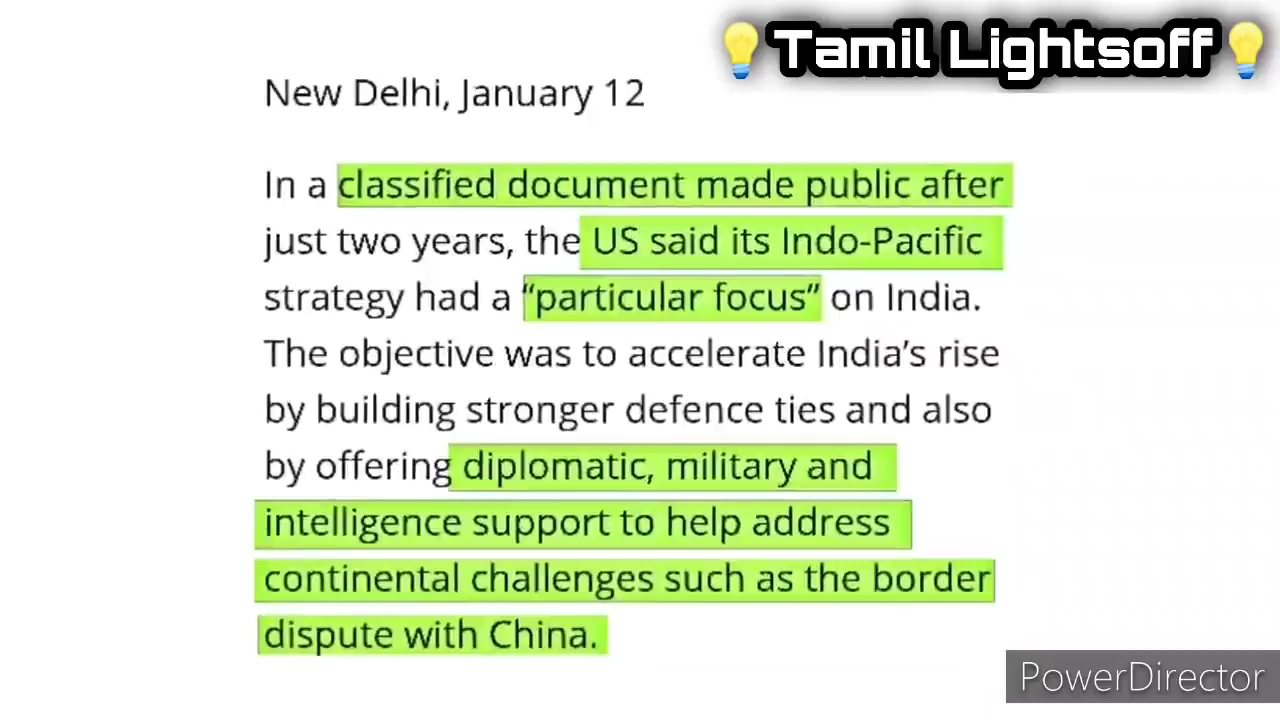 Tamil Lightsoff
New Delhi, January 12
In a classified document made public after
just two years, the US said its Indo-Pacific
strategy had a “particular focus” on India.
The objective was to accelerate India’s rise
by building stronger defence ties and also
by offering diplomatic, military and
intelligence support to help address
continental challenges such as the border
dispute with China.
PowerDirector